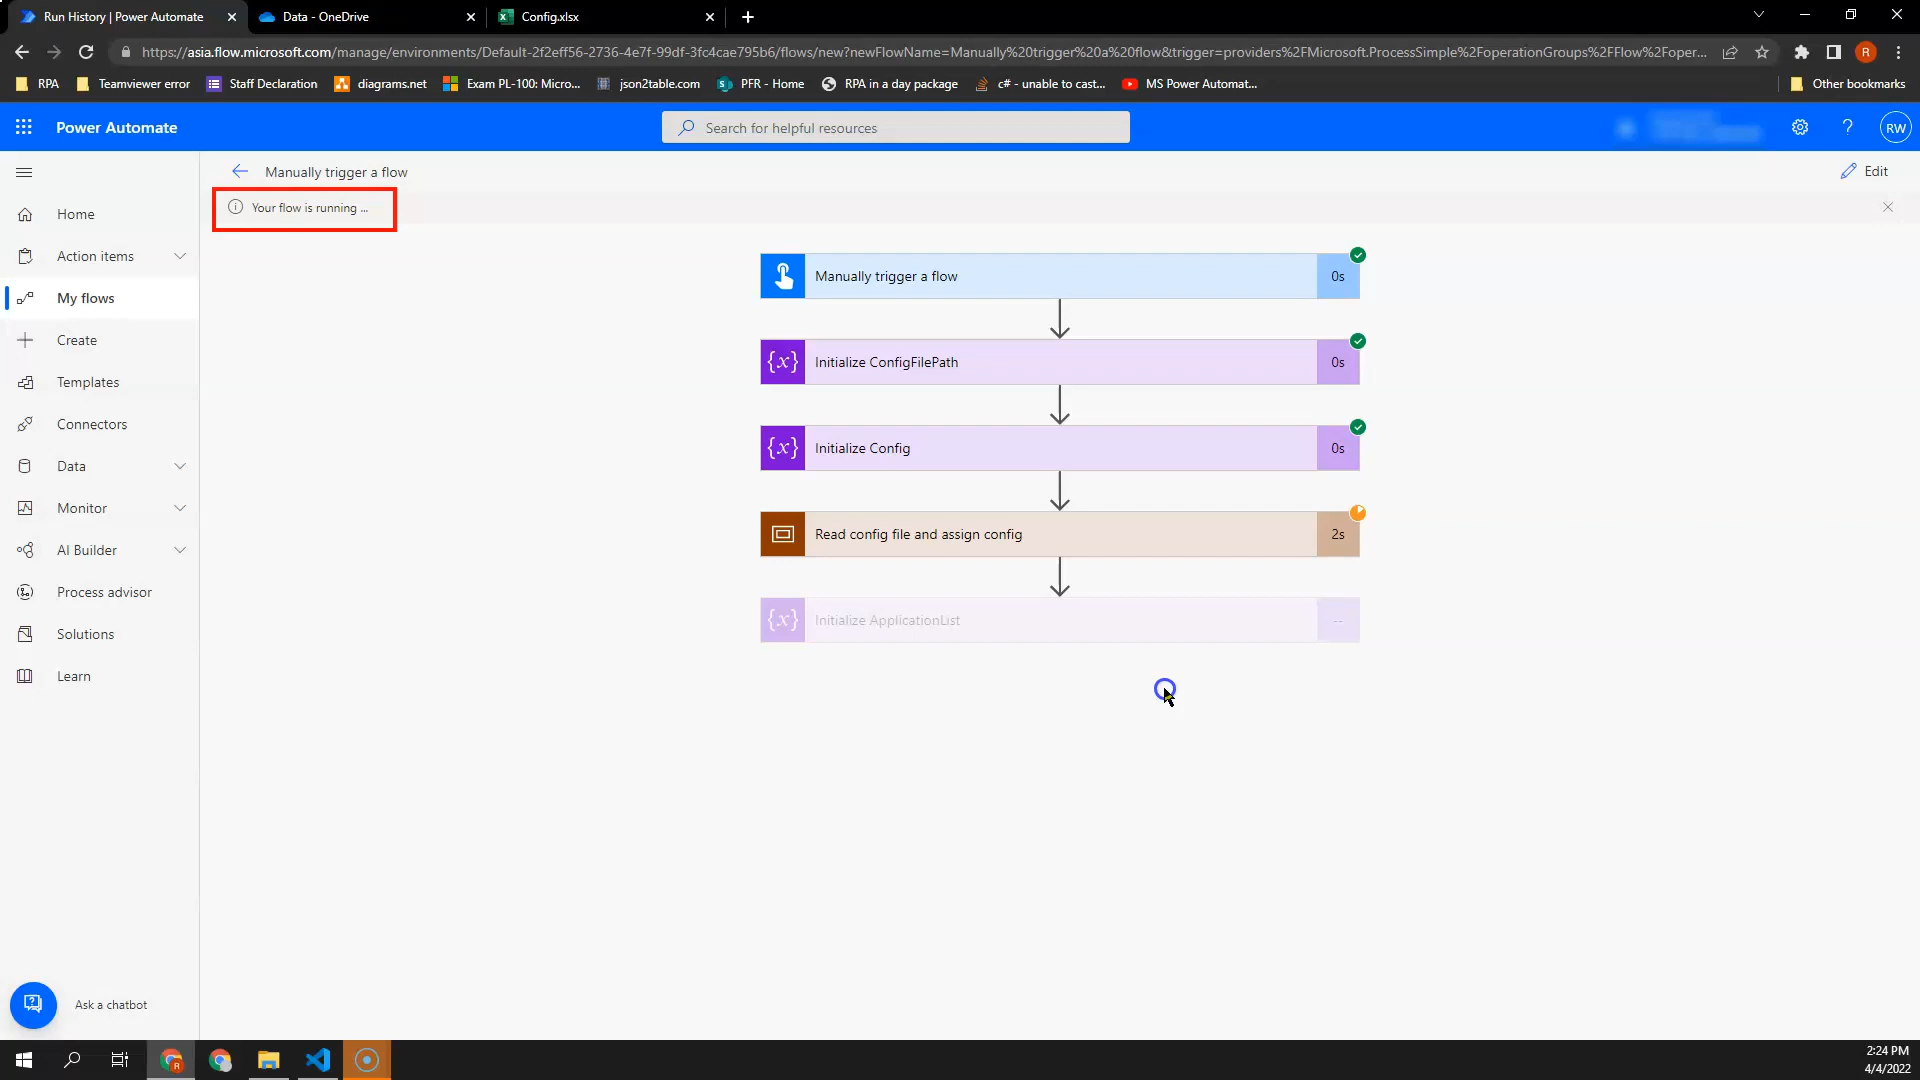 Run History | Power Automate
Data - OneDrive
Config.xlsx
https://asia.flow.microsoft.com/manage/environments/Default-2f2eff56-2736-4e7f-99df-3fc4cae795b6/flows/new?newFlowName=Manually%20trigger%20a%20flow&trigger=providers%2FMicrosoft.ProcessSimple%2FoperationGroups%2FFlow%2Foper...
R
RPA
Teamviewer error
Staff Declaration
diagrams.net
Exam PL-100: Micro...
json2table.com
PFR - Home
RPA in a day package
c# - unable to cast...
MS Power Automat...
Other bookmarks
Power Automate
Search for helpful resources
?
RW
Manually trigger a flow
Edit
Your flow is running ...
Home
Action items
My flows
Create
Templates
Connectors
Data
Monitor
AI Builder
Process advisor
Solutions
Learn
Manually trigger a flow
0s
{x}
Initialize ConfigFilePath
0s
{x}
Initialize Config
0s
Read config file and assign config
2s
{x}
Initialize ApplicationList
--
Ask a chatbot
2:24 PM
4/4/2022